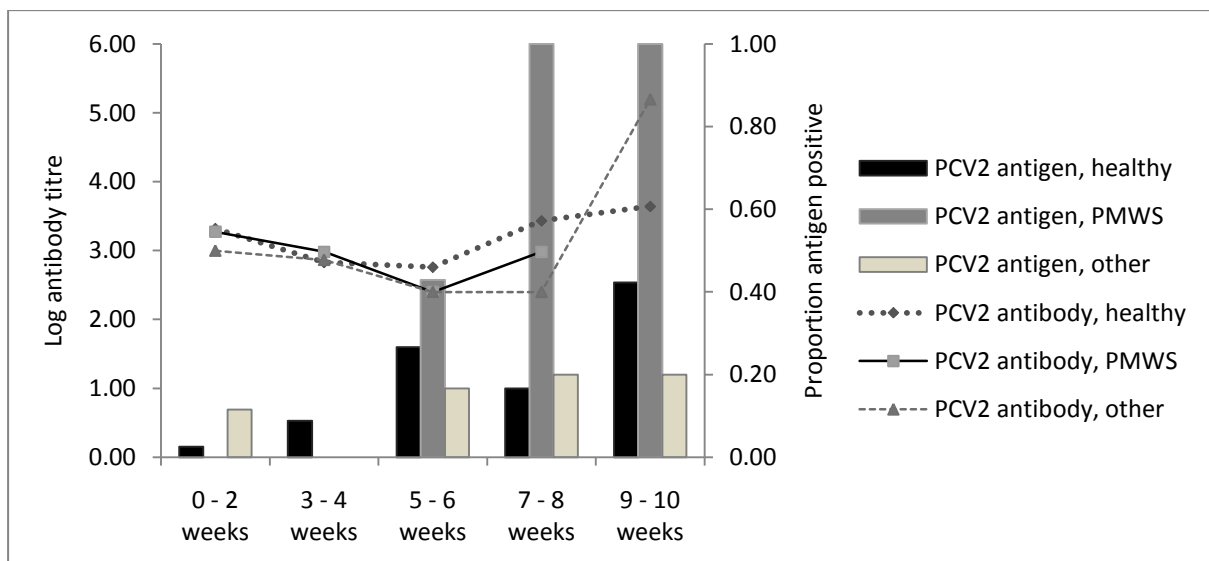 Log antibody titre
6.00
5.00
4.00
3.00
2.00
1.00
0.00
0 - 2
weeks
3 - 4
weeks
5 - 6
weeks
7 - 8
weeks
9 - 10
weeks
1.00
0.80
0.60
0.40
0.20
0.00
Proportion antigen positive
PCV2 antigen, healthy
PCV2 antigen, PMWS
PCV2 antigen, other
PCV2 antibody, healthy
PCV2 antibody, PMWS
PCV2 antibody, other